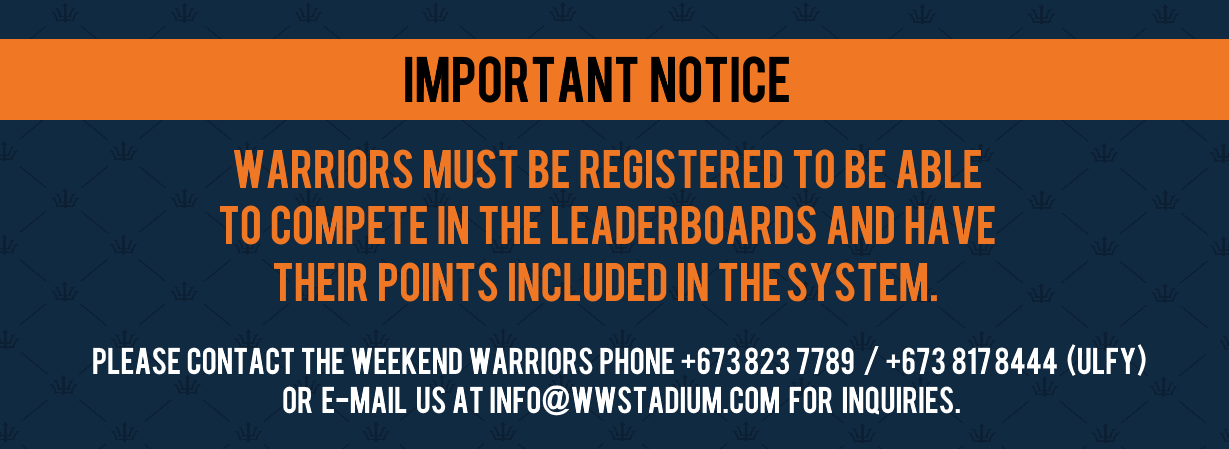 IMPORTANT NOTICE
WARRIORS MUST BE REGISTERED TO BE ABLE
TO COMPETE IN THE LEADERBOARDS AND HAVE
THEIR POINTS INCLUDED IN THE SYSTEM.
PLEASE CONTACT THE WEEKEND WARRIORS PHONE +673 823 7789 / +673 817 8444 (ULFY)
OR E-MAIL US AT INFO@WWSTADIUM.COM FOR INQUIRIES.